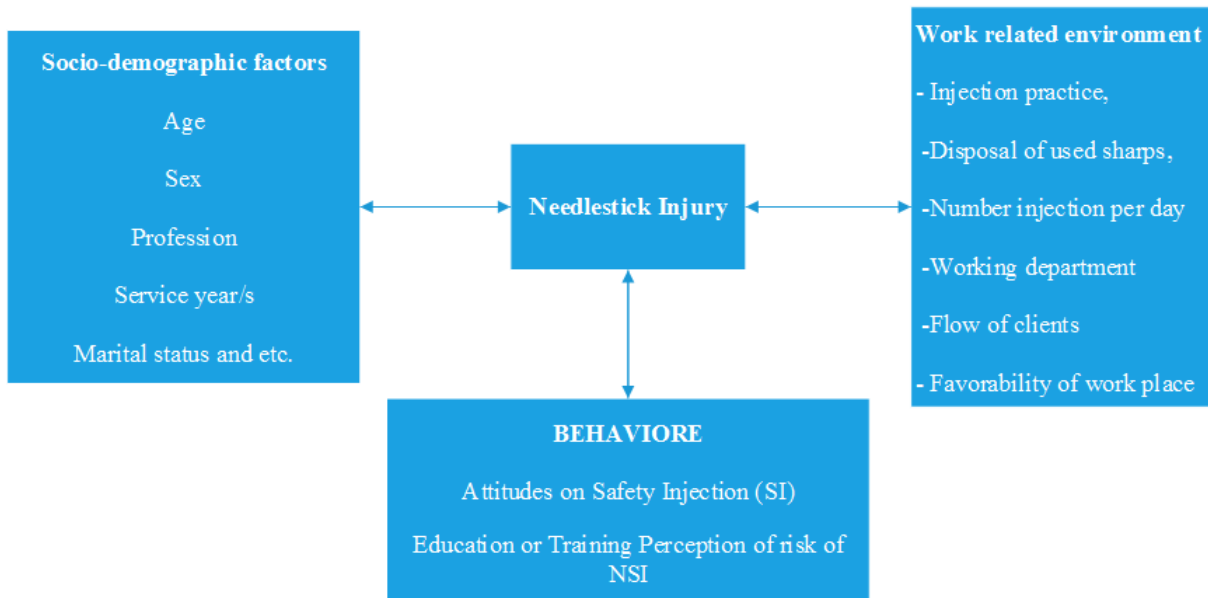 Socio-demographic factors
Age
Sex
Profession
Service year/s
Marital status and etc.
Needlestick Injury
Work related environment
- Injection practice,
-Disposal of used sharps,
-Number injection per day
-Working department
-Flow of clients
- Favorability of work place
BEHAVIORE
Attitudes on Safety Injection (SI)
Education or Training Perception of risk of
NSI